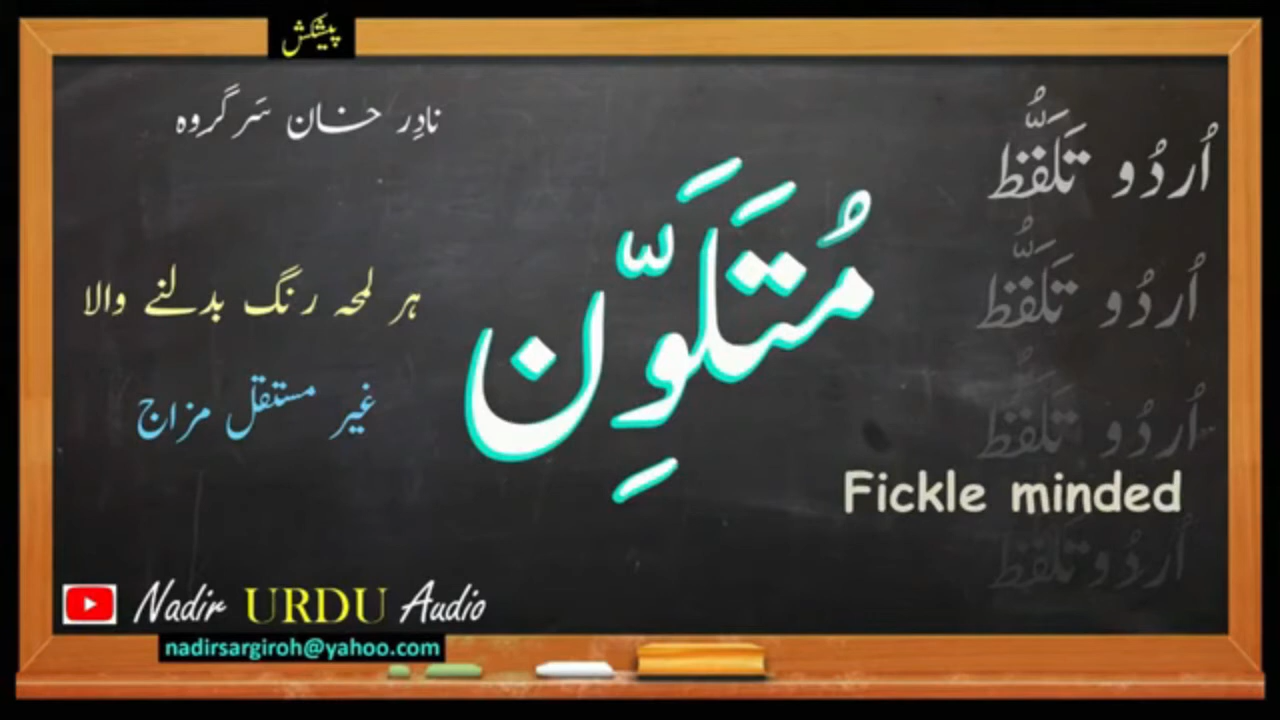 پیشکش
نادِر خان سَرگروہ
اُردُو تَلَفُّظ
مُتَلَوِّن
اُردُو تَلَفُّظ
ہر لمحہ رنگ بدلنے والا
غیر مستقل مزاج
اُردُو تَلَفُّظ
Fickle minded
اُردُو تَلَفُّظ
Nadir URDU Audio
nadirsargiroh@yahoo.com